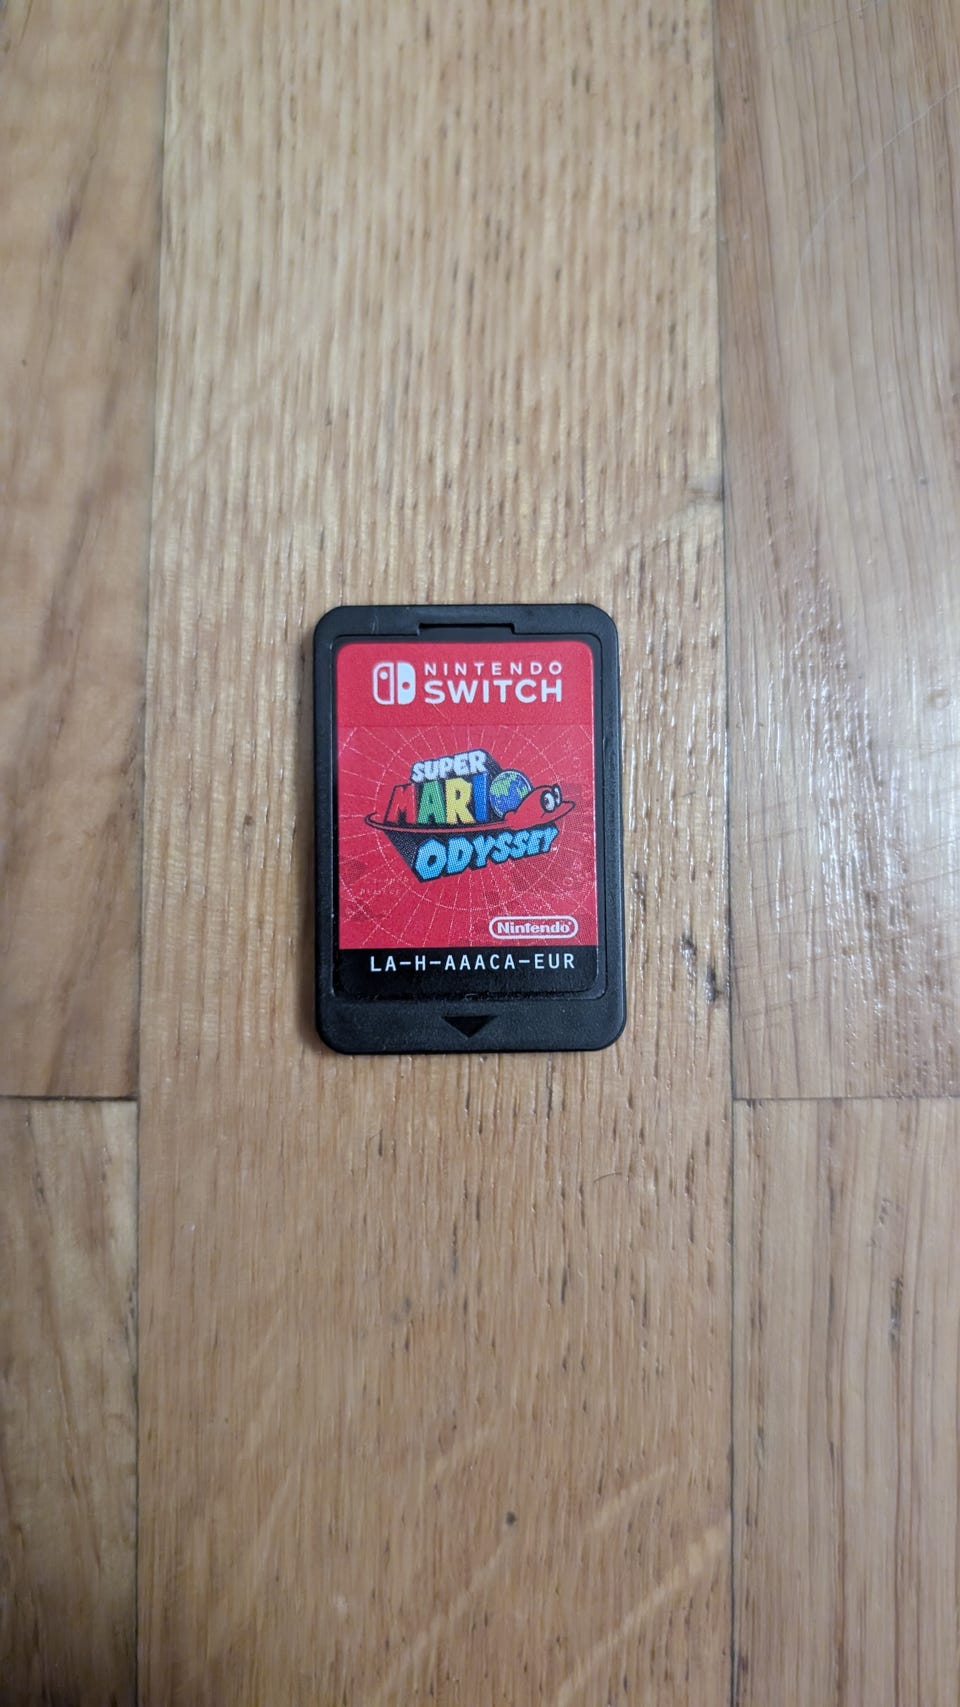 NINTENDO
SWITCH
SUPER
MARIO
ODYSSEY
Nintendo
LA-H-AAACA-EUR